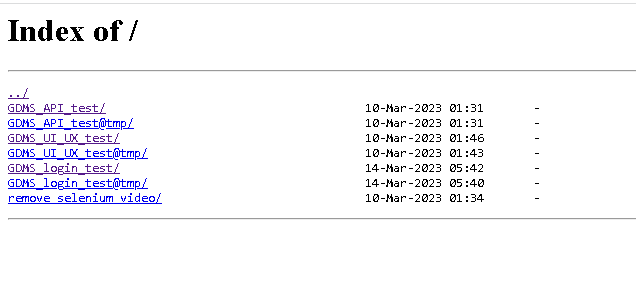 Index of /
../
GDMS_API_test/ 10-Mar-2023 01:31 -
GDMS_API_test@tmp/ 10-Mar-2023 01:31 -
GDMS_UI_UX_test/ 10-Mar-2023 01:46 -
GDMS_UI_UX_test@tmp/ 10-Mar-2023 01:43 -
GDMS_login_test/ 14-Mar-2023 05:42 -
GDMS_login_test@tmp/ 14-Mar-2023 05:40 -
remove_selenium_video/ 10-Mar-2023 01:34 -